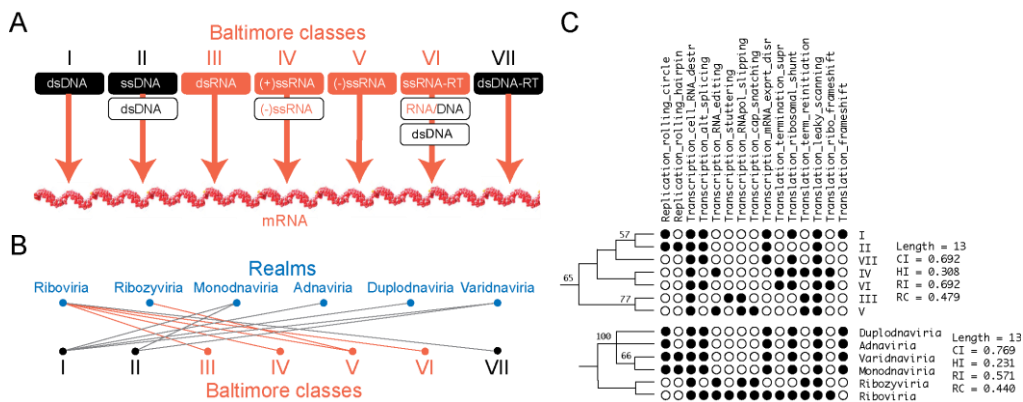 A
Baltimore classes
I II III IV V VI VII
dsDNA ssDNA dsRNA (+)ssRNA (-)ssRNA ssRNA-RT dsDNA-RT
dsDNA (-)ssRNA RNA/DNA
dsDNA
mRNA
B
Realms
Riboviria Ribozyviria Monodnaviria Adnaviria Duplodnaviria Varidnaviria
I II III IV V VI VII
Baltimore classes
C
Replication_rolling_circle
Replication_rolling_hairpin
Transcription_cell_RNA_destr
Transcription_alt_splicing
Transcription_RNA_editing
Transcription_stuttering
Transcription_RNApol_slipping
Transcription_cap_snatching
Transcription_mRNA_exportt_disr
Translation_termination_supr
Translation_ribosomal_shunt
Translation_term_reinitiation
Translation_leaky_scanning
Translation_ribo_frameshift
Translation_frameshift
57
65
77
I
II
VII
IV
VI
III
V
Length = 13
CI = 0.692
HI = 0.308
RI = 0.692
RC = 0.479
100
66
Duplodnaviria
Adnaviria
Varidnaviria
Monodnaviria
Ribozyviria
Riboviria
Length = 13
CI = 0.769
HI = 0.231
RI = 0.571
RC = 0.440